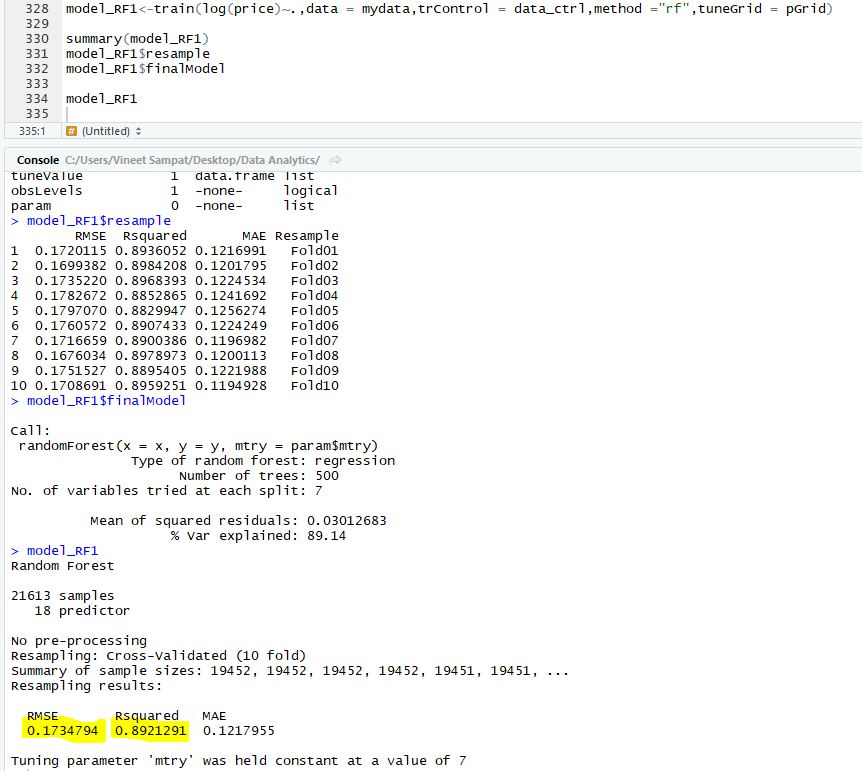 328 model_RF1<-train(log(price)~.,data = mydata,trControl = data_ctrl,method ="rf",tuneGrid = pGrid)
329
330 summary(model_RF1)
331 model_RF1$resample
332 model_RF1$finalModel
333
334 model_RF1
335
335:1 # (Untitled)
Console C:/Users/Vineet Sampat/Desktop/Data Analytics/
tuneValue 1 data.frame list
obsLevels 1 -none- logical
param 0 -none- list
> model_RF1$resample
RMSE Rsquared MAE Resample
1 0.1720115 0.8936052 0.1216991 Fold01
2 0.1699382 0.8984208 0.1201795 Fold02
3 0.1735220 0.8968393 0.1224534 Fold03
4 0.1782672 0.8852865 0.1241692 Fold04
5 0.1797070 0.8829947 0.1256274 Fold05
6 0.1760572 0.8907433 0.1224249 Fold06
7 0.1716659 0.8900386 0.1196982 Fold07
8 0.1676034 0.8978973 0.1200113 Fold08
9 0.1751527 0.8895405 0.1221988 Fold09
10 0.1708691 0.8959251 0.1194928 Fold10
> model_RF1$finalModel
Call:
randomForest(x = x, y = y, mtry = param$mtry)
Type of random forest: regression
Number of trees: 500
No. of variables tried at each split: 7
Mean of squared residuals: 0.03012683
% Var explained: 89.14
> model_RF1
Random Forest
21613 samples
18 predictor
No pre-processing
Resampling: Cross-Validated (10 fold)
Summary of sample sizes: 19452, 19452, 19452, 19452, 19451, 19451, ...
Resampling results:
RMSE Rsquared MAE
0.1734794 0.8921291 0.1217955
Tuning parameter 'mtry' was held constant at a value of 7